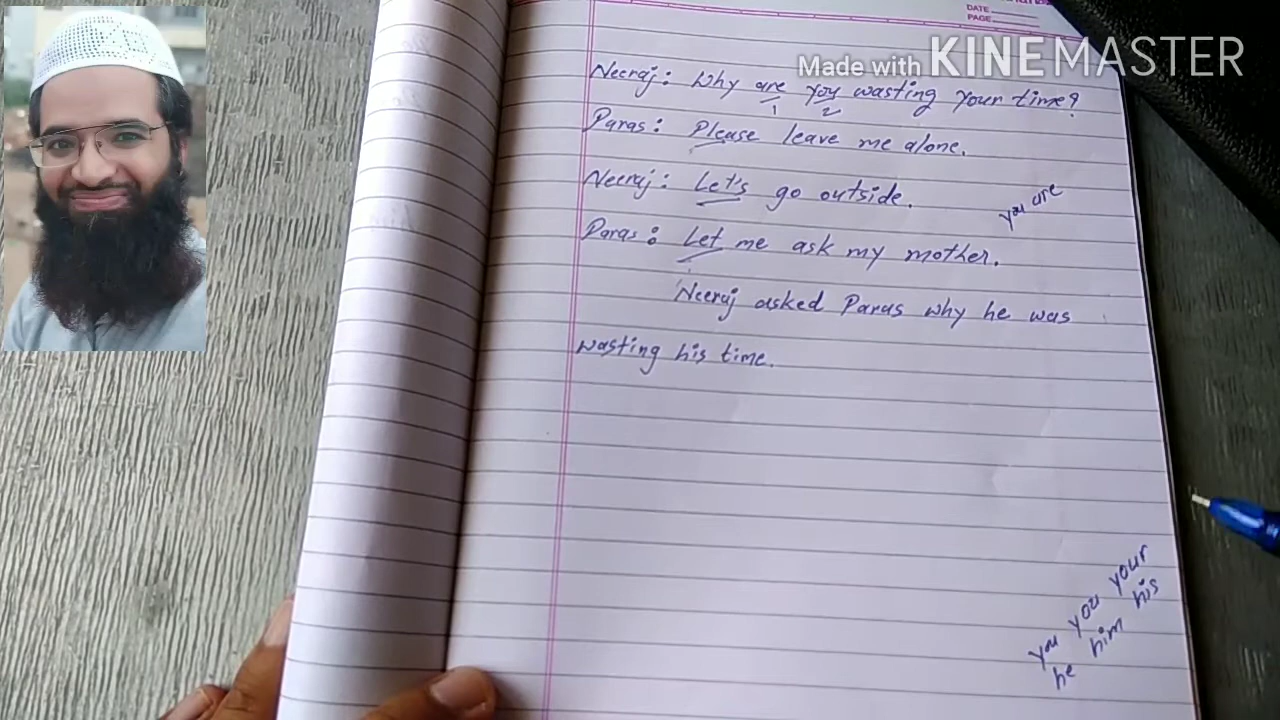 DATE
PAGE
Made with KINEMASTER
Neeraj: Why are you wasting your time?
1 2
Paras: Please leave me alone.
Neeraj: Let's go outside.
you are
Paras: Let me ask my mother.
Neeraj asked Paras why he was
wasting his time.
you you your
he him his